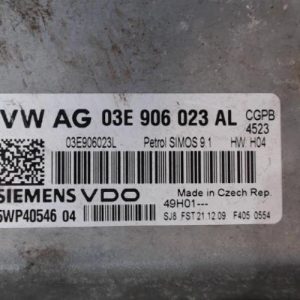 VW AG 03E 906 023 AL CGPB
4523
03E906023L Petrol SIMOS 9.1 HW: H04
SIEMENS VDO
Made in Czech Rep.
5WP40546 04 49H01---
SJ8 FST 21.12.09 F405 0554